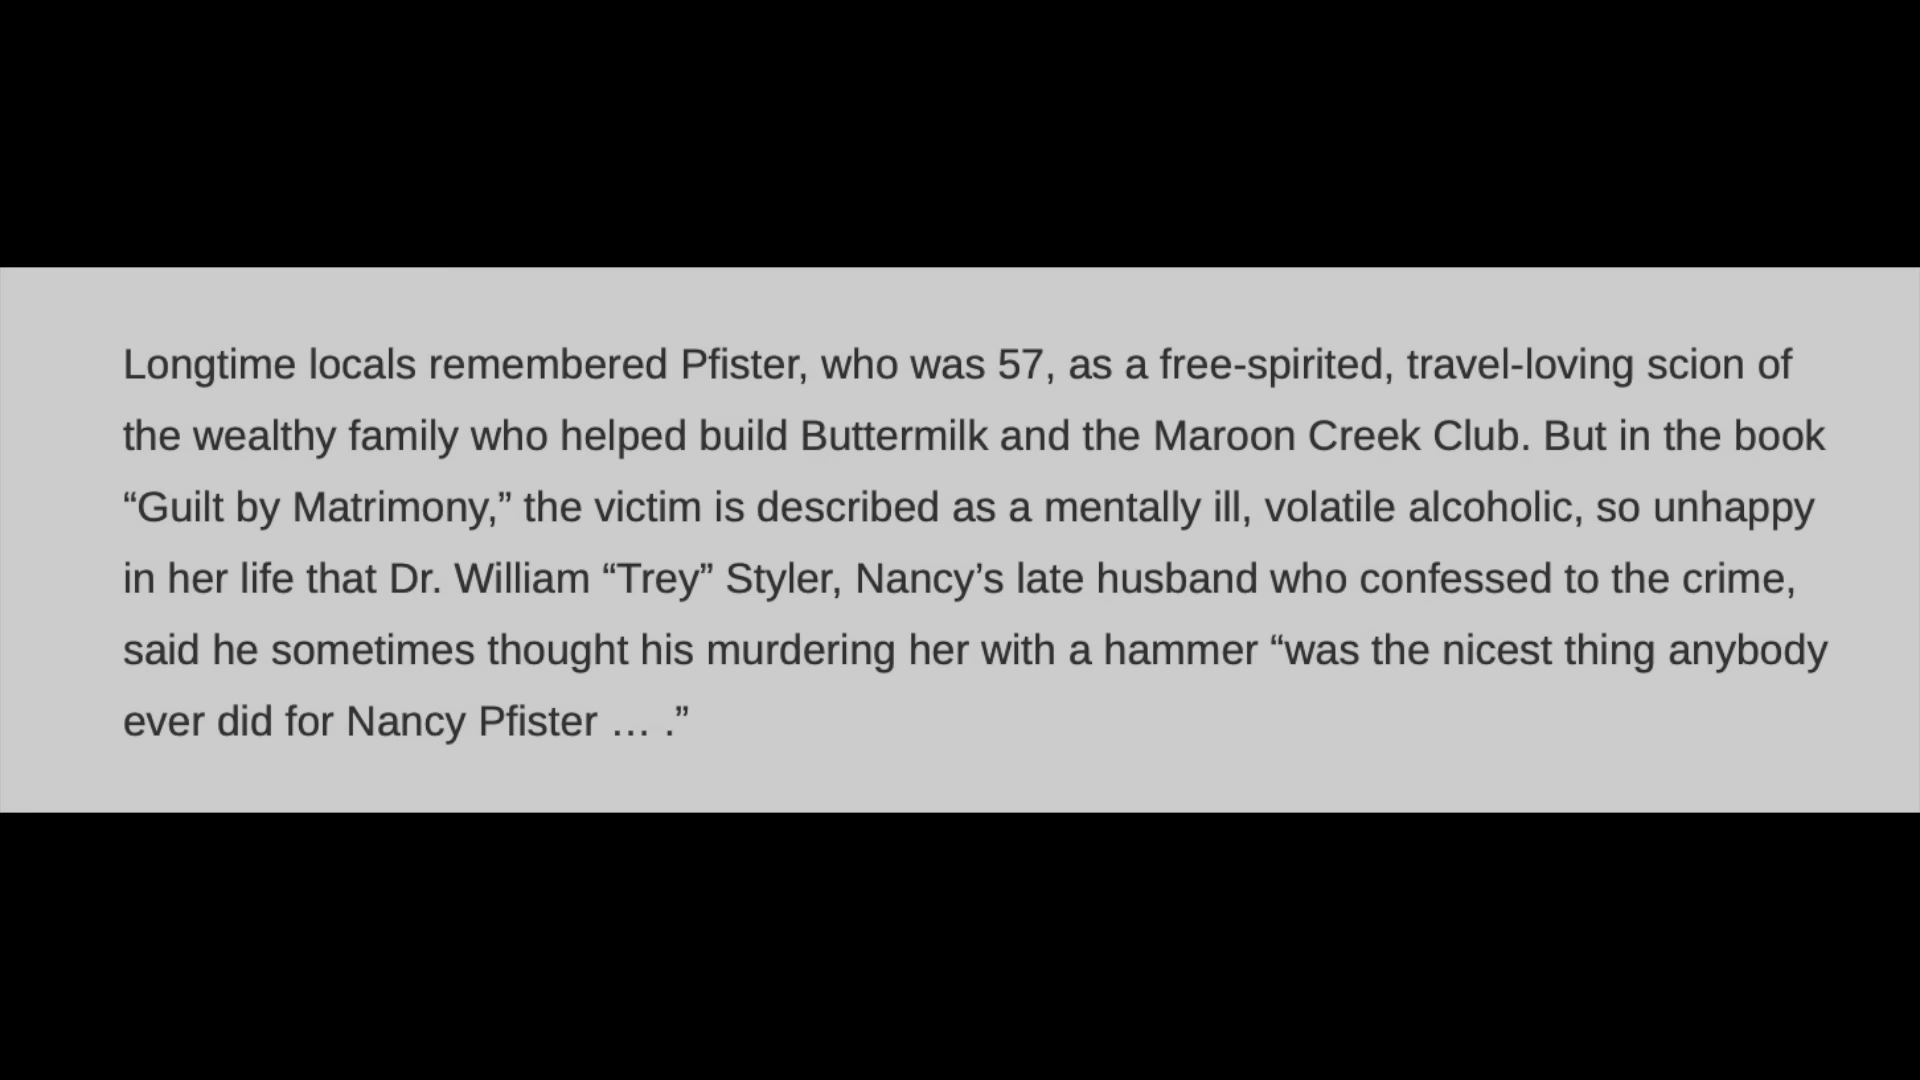 Longtime locals remembered Pfister, who was 57, as a free-spirited, travel-loving scion of
the wealthy family who helped build Buttermilk and the Maroon Creek Club. But in the book
“Guilt by Matrimony,” the victim is described as a mentally ill, volatile alcoholic, so unhappy
in her life that Dr. William “Trey” Styler, Nancy’s late husband who confessed to the crime,
said he sometimes thought his murdering her with a hammer “was the nicest thing anybody
ever did for Nancy Pfister … .”